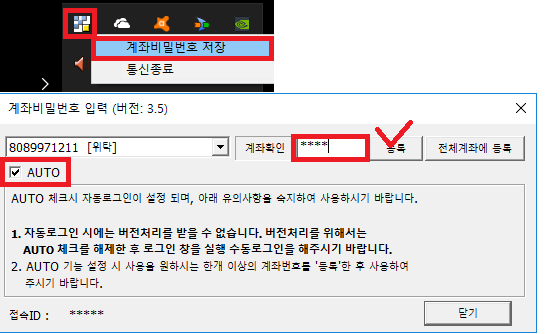 계좌비밀번호 저장
통신종료
계좌비밀번호 입력 (버전: 3.5)
8089971211 [위탁] 계좌확인 **** 등록 전체계좌에 등록
AUTO
AUTO 체크시 자동로그인이 설정 되며, 아래 유의사항을 숙지하여 사용하시기 바랍니다.
1. 자동로그인 시에는 버전처리를 받을 수 없습니다. 버전처리를 위해서는
AUTO 체크를 해제한 후 로그인 창을 실행 수동로그인을 해주시기 바랍니다.
2. AUTO 기능 설정 시 사용을 원하시는 한개 이상의 계좌번호를 '등록'한 후 사용하여
주시기 바랍니다.
접속ID : *****
닫기